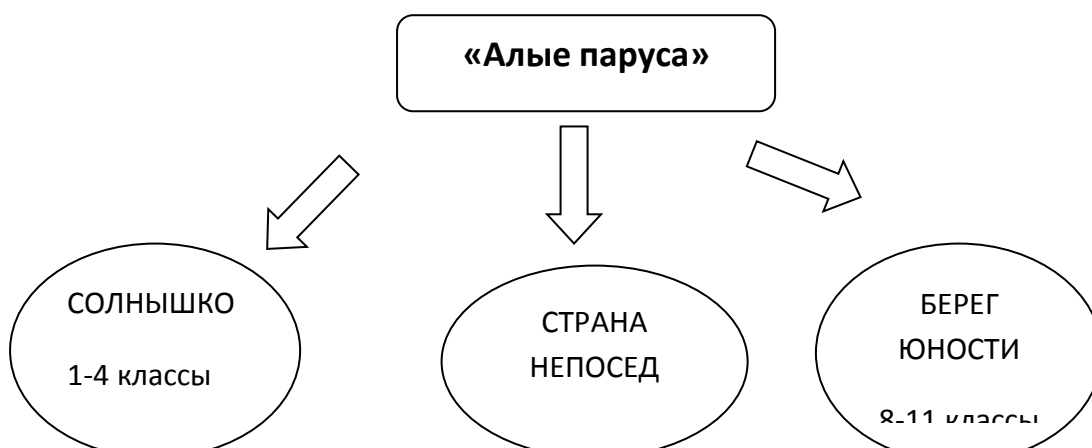 «Алые паруса»
СОЛНЫШКО
1-4 классы
СТРАНА
НЕПОСЕД
БЕРЕГ
ЮНОСТИ
8-11 классы